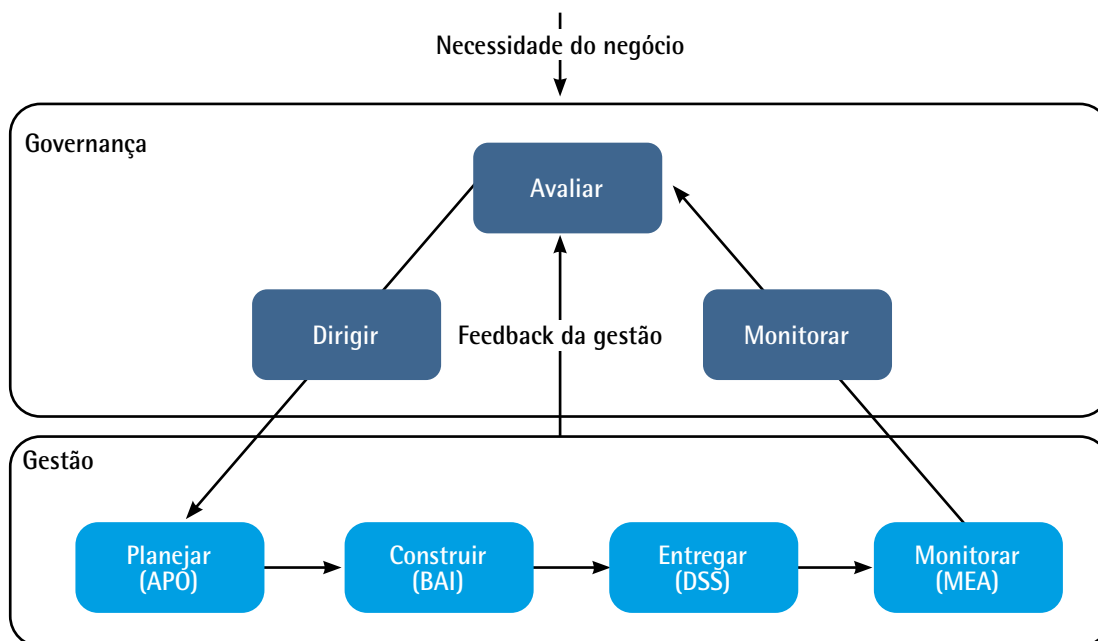 Necessidade do negócio
Governança
Avaliar
Dirigir
Feedback da gestão
Monitorar
Gestão
Planejar
(APO)
Construir
(BAI)
Entregar
(DSS)
Monitorar
(MEA)